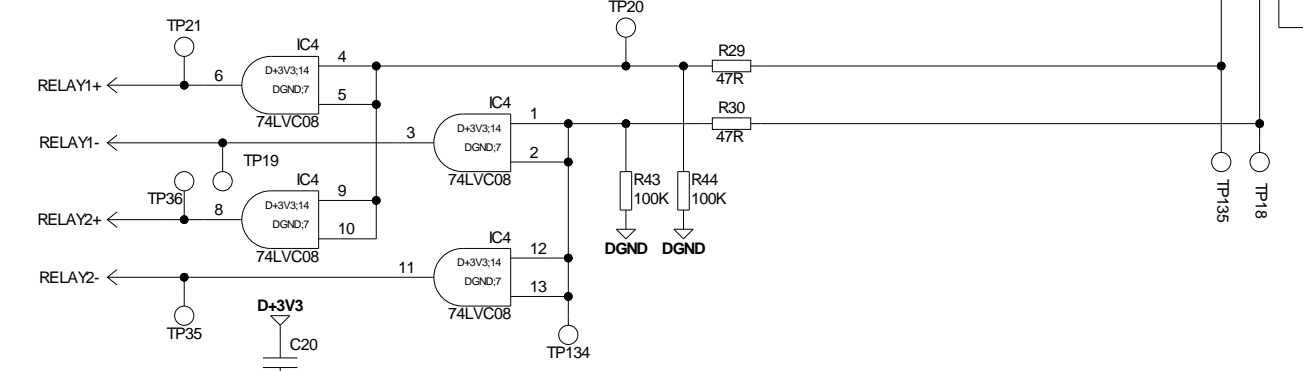 TP20
TP21
IC4
4
R29
D+3V3;14
6
RELAY1+
DGND;7
47R
5
IC4
R30
1
74LVC08
D+3V3;14
3
47R
RELAY1-
DGND;7
2
TP19
74LVC08
IC4
R43
R44
TP36
9
100K
100K
TP135
TP18
D+3V3;14
8
RELAY2+
DGND;7
10
IC4
12
DGND
DGND
74LVC08
D+3V3;14
11
RELAY2-
DGND;7
13
D+3V3
74LVC08
TP35
C20
TP134